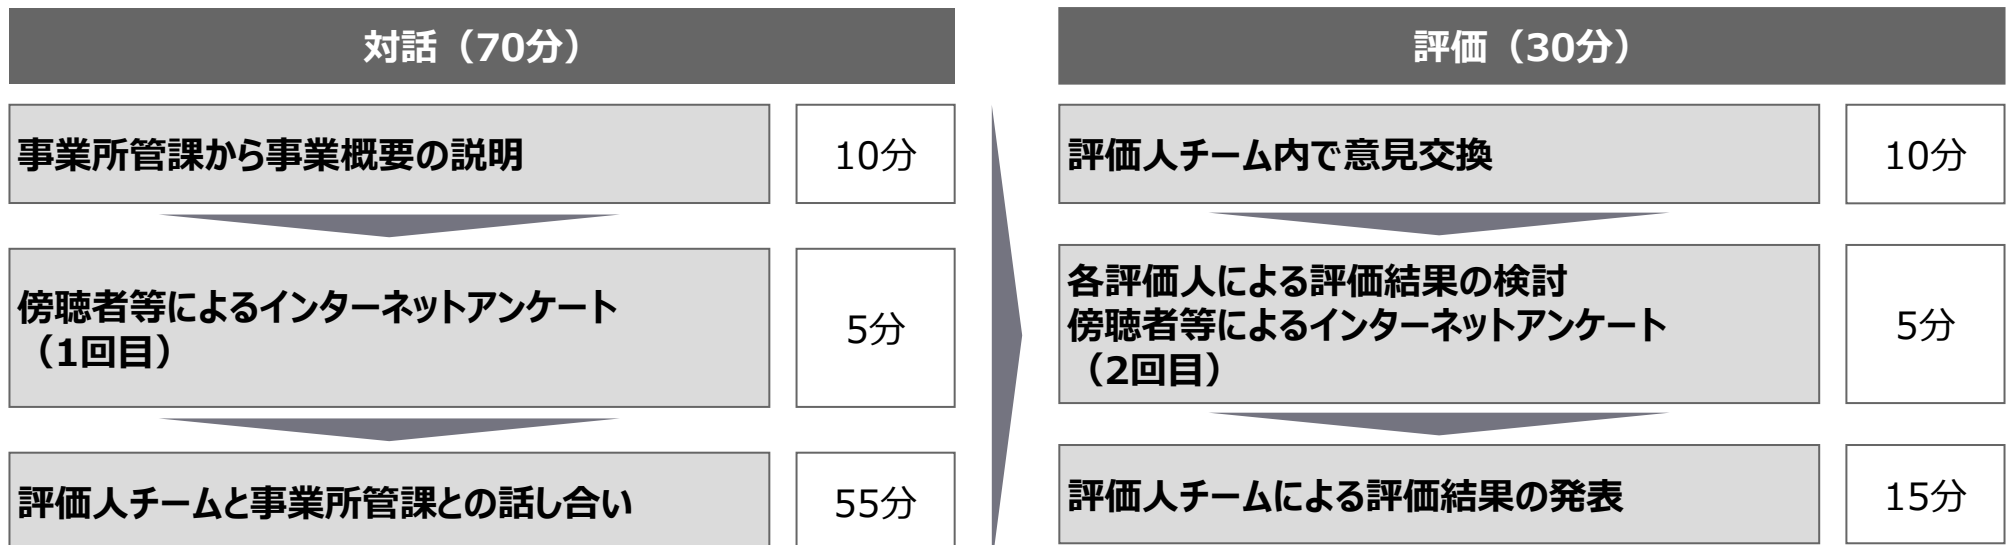 対話（70分）
事業所管課から事業概要の説明
10分
傍聴者等によるインターネットアンケート
（1回目）
5分
評価人チームと事業所管課との話し合い
55分
評価（30分）
評価人チーム内で意見交換
10分
各評価人による評価結果の検討
傍聴者等によるインターネットアンケート
（2回目）
5分
評価人チームによる評価結果の発表
15分